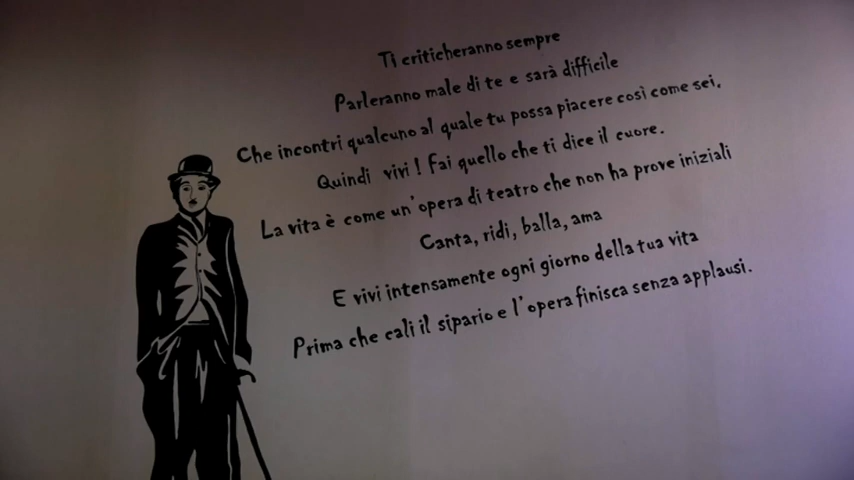 Ti criticheranno sempre
Parleranno male di te e sarà difficile
Che incontri qualcuno al quale tu possa piacere così come sei.
Quindi vivi! Fai quello che ti dice il cuore.
La vita è come un'opera di teatro che non ha prove iniziali
Canta, ridi, balla, ama
E vivi intensamente ogni giorno della tua vita
Prima che cali il sipario e l'opera finisca senza applausi.